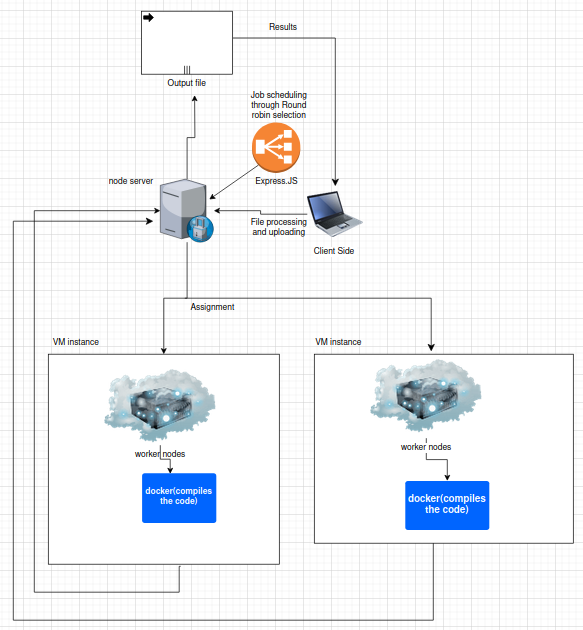 Results
Output file
Job scheduling
through Round
robin selection
node server
Express.JS
File processing
and uploading
Client Side
Assignment
VM instance
VM instance
worker nodes
worker nodes
docker(compiles
the code)
docker(compiles
the code)